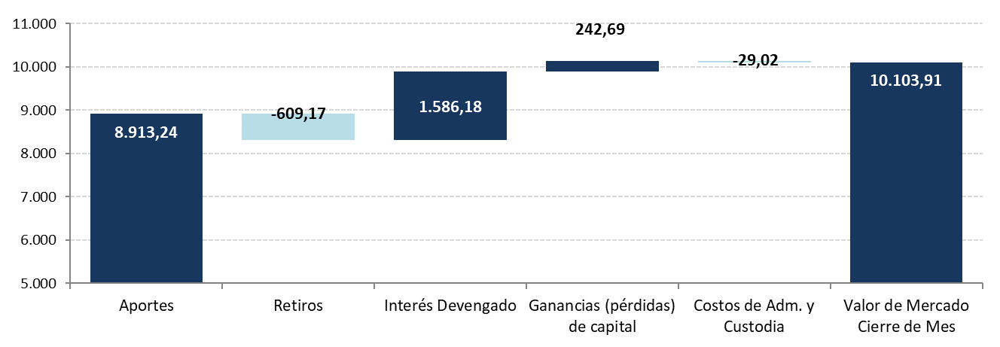 11.000
10.000
9.000
8.000
7.000
6.000
5.000
8.913,24
-609,17
1.586,18
242,69
-29,02
10.103,91
Aportes
Retiros
Interés Devengado
Ganancias (pérdidas)
de capital
Costos de Adm. y
Custodia
Valor de Mercado
Cierre de Mes